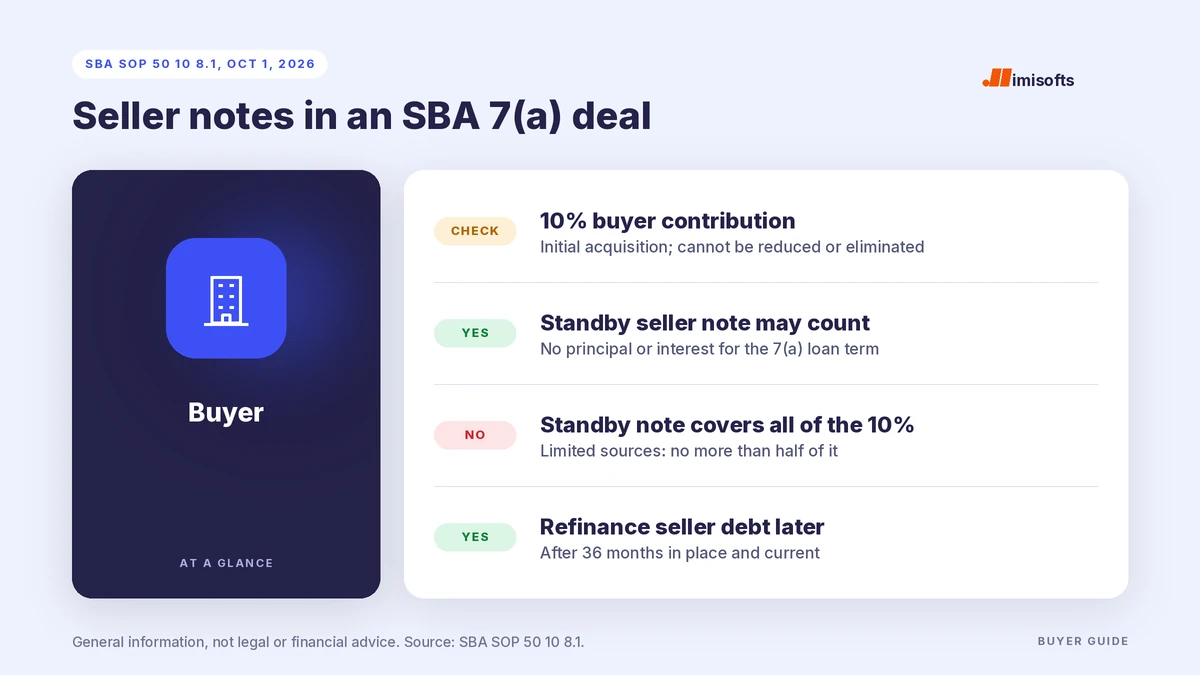 SBA SOP 50 10 8.1, OCT 1, 2026
imisofts
Seller notes in an SBA 7(a) deal
Buyer
AT A GLANCE
CHECK
10% buyer contribution
Initial acquisition; cannot be reduced or eliminated
YES
Standby seller note may count
No principal or interest for the 7(a) loan term
NO
Standby note covers all of the 10%
Limited sources: no more than half of it
YES
Refinance seller debt later
After 36 months in place and current
General information, not legal or financial advice. Source: SBA SOP 50 10 8.1.
BUYER GUIDE